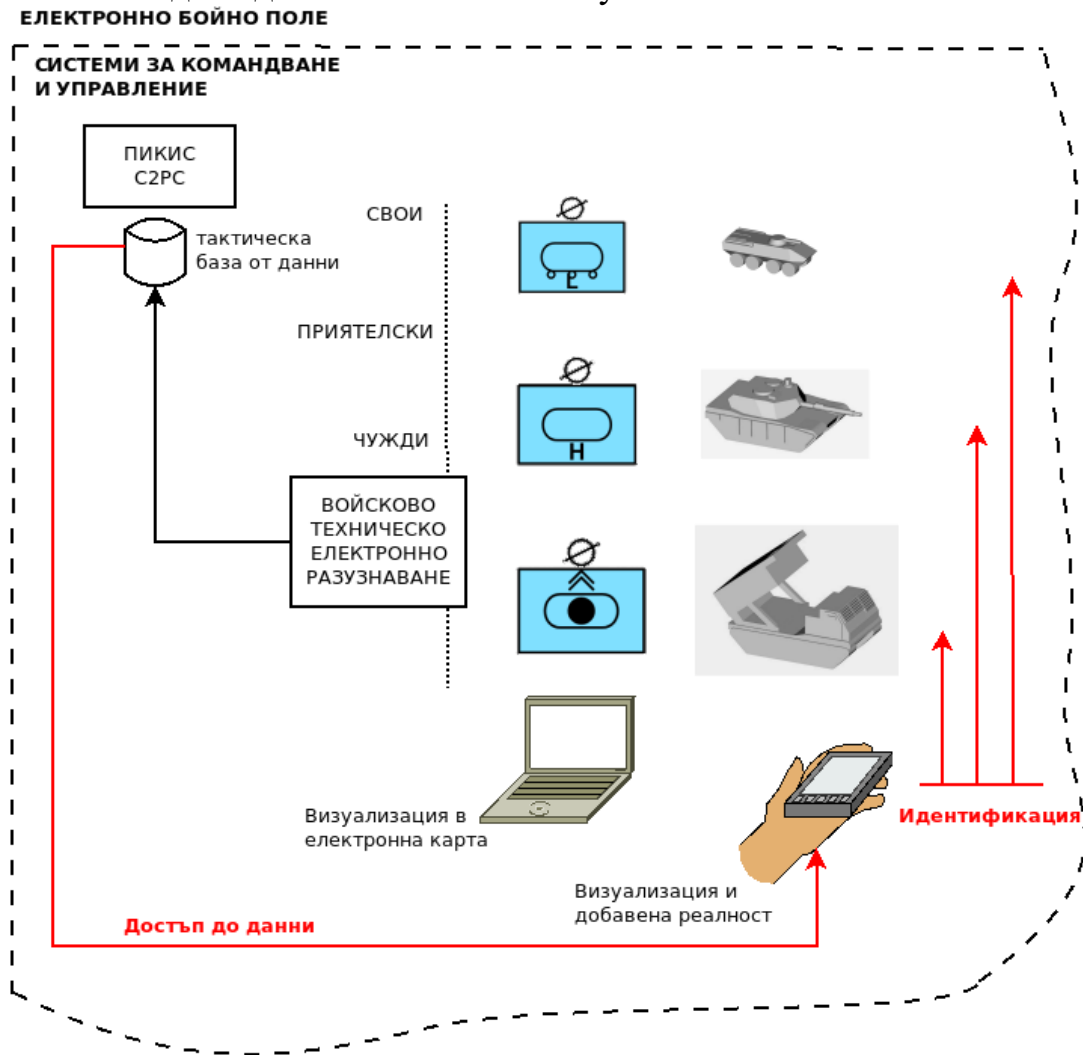 ЕЛЕКТРОННО БОЙНО ПОЛЕ
СИСТЕМИ ЗА КОМАНДВАНЕ
И УПРАВЛЕНИЕ
ПИКИС
C2PC
тактическа
база от данни
СВОИ
ПРИЯТЕЛСКИ
ЧУЖДИ
ВОЙСКОВО
ТЕХНИЧЕСКО
ЕЛЕКТРОННО
РАЗУЗНАВАНЕ
L
H
Визуализация в
електронна карта
Идентификация
Визуализация и
добавена реалност
Достъп до данни